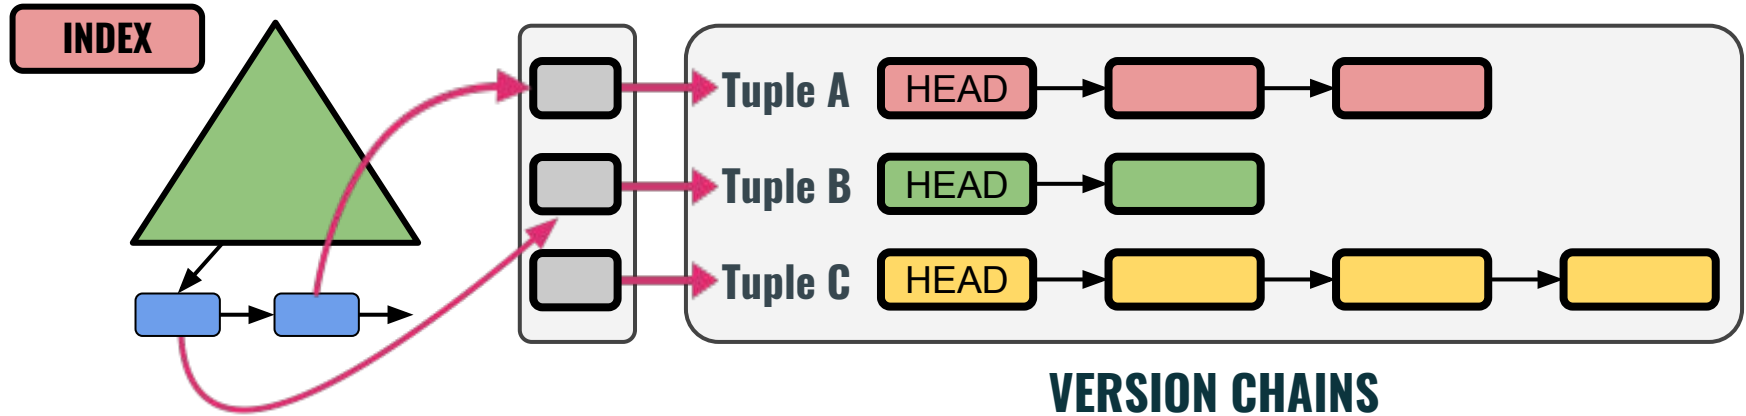 INDEX
Tuple A HEAD
Tuple B HEAD
Tuple C HEAD
VERSION CHAINS